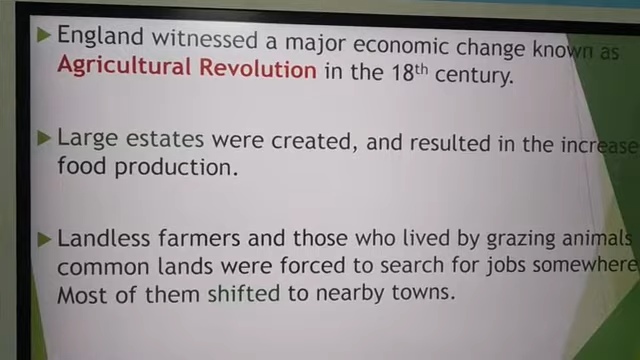 England witnessed a major economic change known as
Agricultural Revolution in the 18th century.
Large estates were created, and resulted in the increase
food production.
Landless farmers and those who lived by grazing animals
common lands were forced to search for jobs somewhere
Most of them shifted to nearby towns.